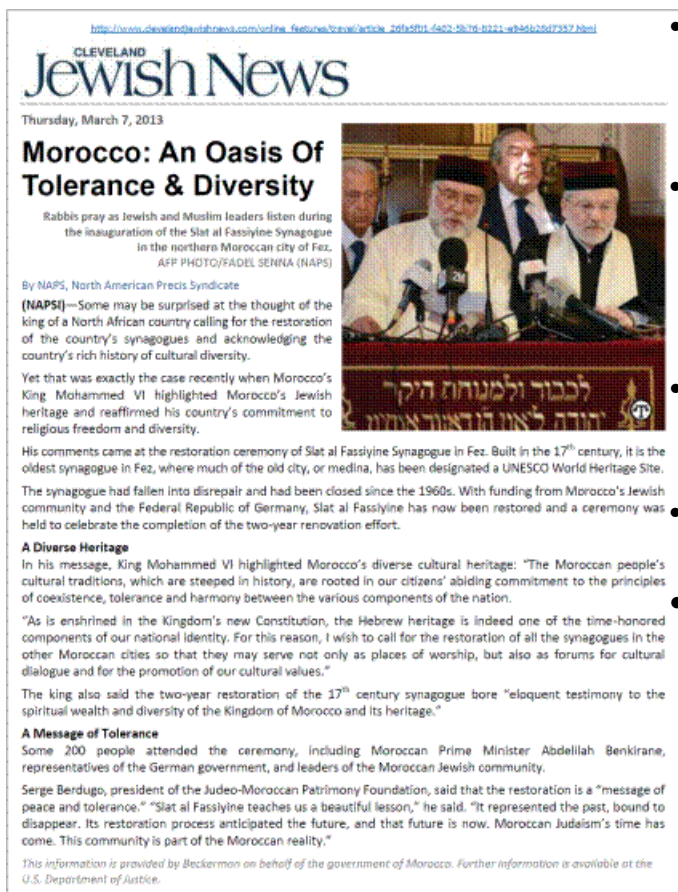 CLEVELAND
Jewish News
Thursday, March 7, 2013
Morocco: An Oasis Of
Tolerance & Diversity
Rabbis pray as Jewish and Muslim leaders listen during
the inauguration of the Slat al Fassiyine Synagogue
in the northern Moroccan city of Fez.
AFP PHOTO/FADEL SENNA (NAPS)
By NAPS, North American Precis Syndicate
(NAPSI)—Some may be surprised at the thought of the
king of a North African country calling for the restoration
of the country's synagogues and acknowledging the
country's rich history of cultural diversity.
Yet that was exactly the case recently when Morocco's
King Mohammed VI highlighted Morocco's Jewish
heritage and reaffirmed his country's commitment to
religious freedom and diversity.
לכבוד ולמנוחת היקר
His comments came at the restoration ceremony of Slat al Fassiyine Synagogue in Fez. Built in the 17th century, it is the
oldest synagogue in Fez, where much of the old city, or medina, has been designated a UNESCO World Heritage Site.
The synagogue had fallen into disrepair and had been closed since the 1960s. With funding from Morocco's Jewish
community and the Federal Republic of Germany, Slat al Fassiyine has now been restored and a ceremony was
held to celebrate the completion of the two-year renovation effort.
A Diverse Heritage
In his message, King Mohammed VI highlighted Morocco's diverse cultural heritage: "The Moroccan people's
cultural traditions, which are steeped in history, are rooted in our citizens' abiding commitment to the principles
of coexistence, tolerance and harmony between the various components of the nation.
"As is enshrined in the Kingdom's new Constitution, the Hebrew heritage is indeed one of the time-honored
components of our national identity. For this reason, I wish to call for the restoration of all the synagogues in the
other Moroccan cities so that they may serve not only as places of worship, but also as forums for cultural
dialogue and for the promotion of our cultural values."
The king also said the two-year restoration of the 17th century synagogue bore "eloquent testimony to the
spiritual wealth and diversity of the Kingdom of Morocco and its heritage."
A Message of Tolerance
Some 200 people attended the ceremony, including Moroccan Prime Minister Abdelilah Benkirane,
representatives of the German government, and leaders of the Moroccan Jewish community.
Serge Berdugo, president of the Judeo-Moroccan Patrimony Foundation, said that the restoration is a "message of
peace and tolerance." "Slat al Fassiyine teaches us a beautiful lesson," he said. "It represented the past, bound to
disappear. Its restoration process anticipated the future, and that future is now. Moroccan Judaism's time has
come. This community is part of the Moroccan reality."
This information is provided by Beckerman on behalf of the government of Morocco. Further information is available at the
U.S. Department of Justice.